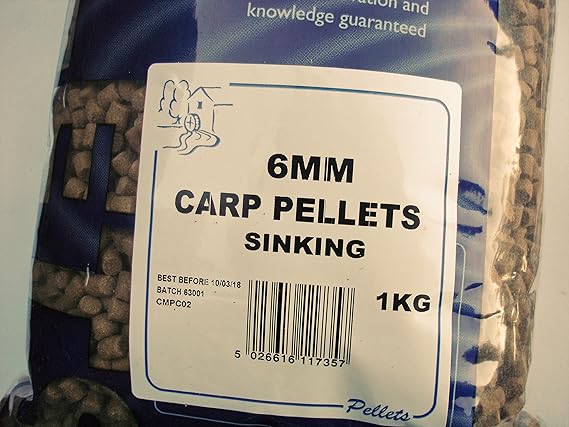 and
knowledge guaranteed
6MM
CARP PELLETS
SINKING
BEST BEFORE 10/03/18
BATCH 63001
CMPC02
1KG
5 026616 117357
Pellets